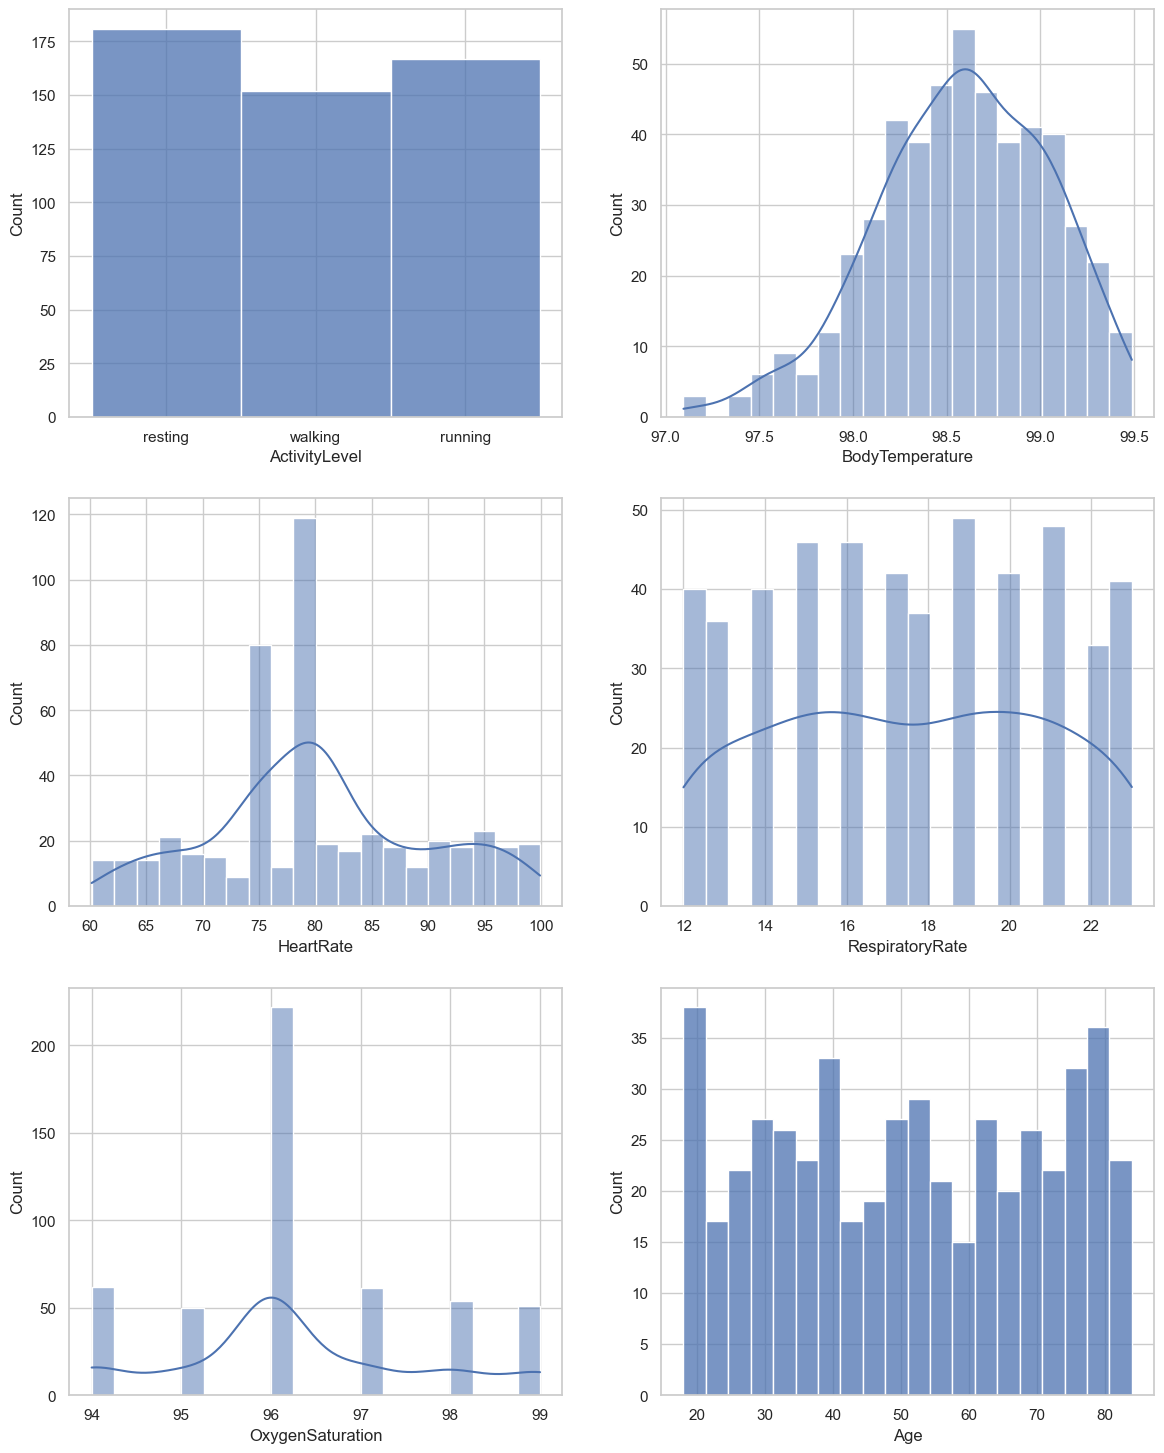 175
150
125
100
75
50
25
0
Count
resting walking running
ActivityLevel
50
40
30
20
10
0
Count
97.0 97.5 98.0 98.5 99.0 99.5
BodyTemperature
120
100
80
60
40
20
0
Count
60 65 70 75 80 85 90 95 100
HeartRate
50
40
30
20
10
0
Count
12 14 16 18 20 22
RespiratoryRate
200
150
100
50
0
Count
94 95 96 97 98 99
OxygenSaturation
35
30
25
20
15
10
5
0
Count
20 30 40 50 60 70 80
Age